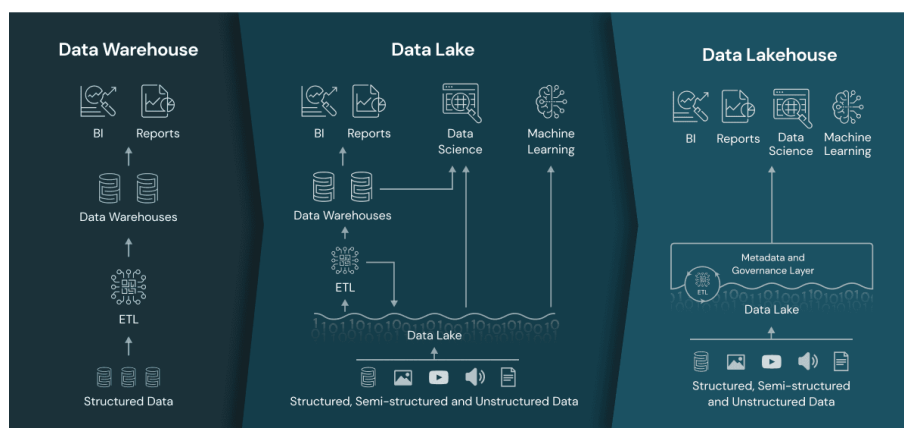 Data Warehouse
BI
Reports
Data Warehouses
ETL
Structured Data
Data Lake
BI
Reports
Data
Science
Machine
Learning
Data Warehouses
ETL
Data Lake
Structured, Semi-structured and Unstructured Data
Data Lakehouse
BI
Reports
Data
Science
Machine
Learning
Metadata and
Governance Layer
ETL
Data Lake
Structured, Semi-structured
and Unstructured Data